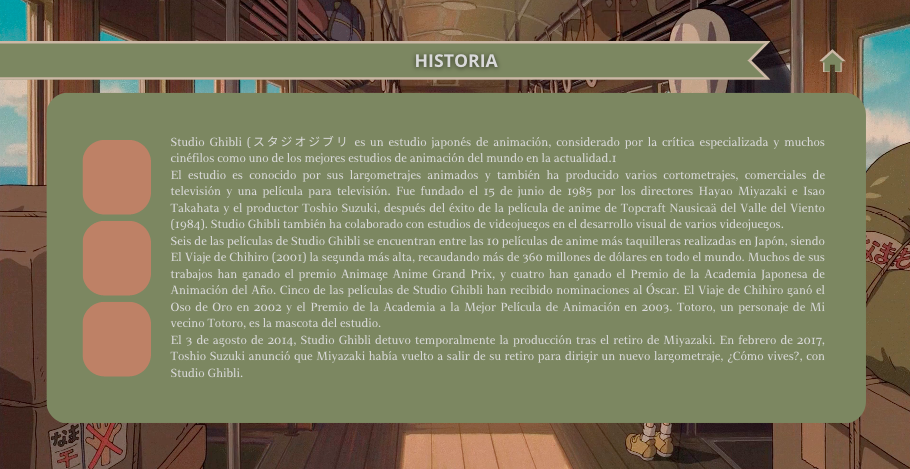 HISTORIA
Studio Ghibli (スタジオジブリ es un estudio japonés de animación, considerado por la crítica especializada y muchos
cinéfilos como uno de los mejores estudios de animación del mundo en la actualidad.1
El estudio es conocido por sus largometrajes animados y también ha producido varios cortometrajes, comerciales de
televisión y una película para televisión. Fue fundado el 15 de junio de 1985 por los directores Hayao Miyazaki e Isao
Takahata y el productor Toshio Suzuki, después del éxito de la película de anime de Topcraft Nausicaä del Valle del Viento
(1984). Studio Ghibli también ha colaborado con estudios de videojuegos en el desarrollo visual de varios videojuegos.
Seis de las películas de Studio Ghibli se encuentran entre las 10 películas de anime más taquilleras realizadas en Japón, siendo
El Viaje de Chihiro (2001) la segunda más alta, recaudando más de 360 millones de dólares en todo el mundo. Muchos de sus
trabajos han ganado el premio Animage Anime Grand Prix, y cuatro han ganado el Premio de la Academia Japonesa de
Animación del Año. Cinco de las películas de Studio Ghibli han recibido nominaciones al Óscar. El Viaje de Chihiro ganó el
Oso de Oro en 2002 y el Premio de la Academia a la Mejor Película de Animación en 2003. Totoro, un personaje de Mi
vecino Totoro, es la mascota del estudio.
El 3 de agosto de 2014, Studio Ghibli detuvo temporalmente la producción tras el retiro de Miyazaki. En febrero de 2017,
Toshio Suzuki anunció que Miyazaki había vuelto a salir de su retiro para dirigir un nuevo largometraje, ¿Cómo vives?, con
Studio Ghibli.